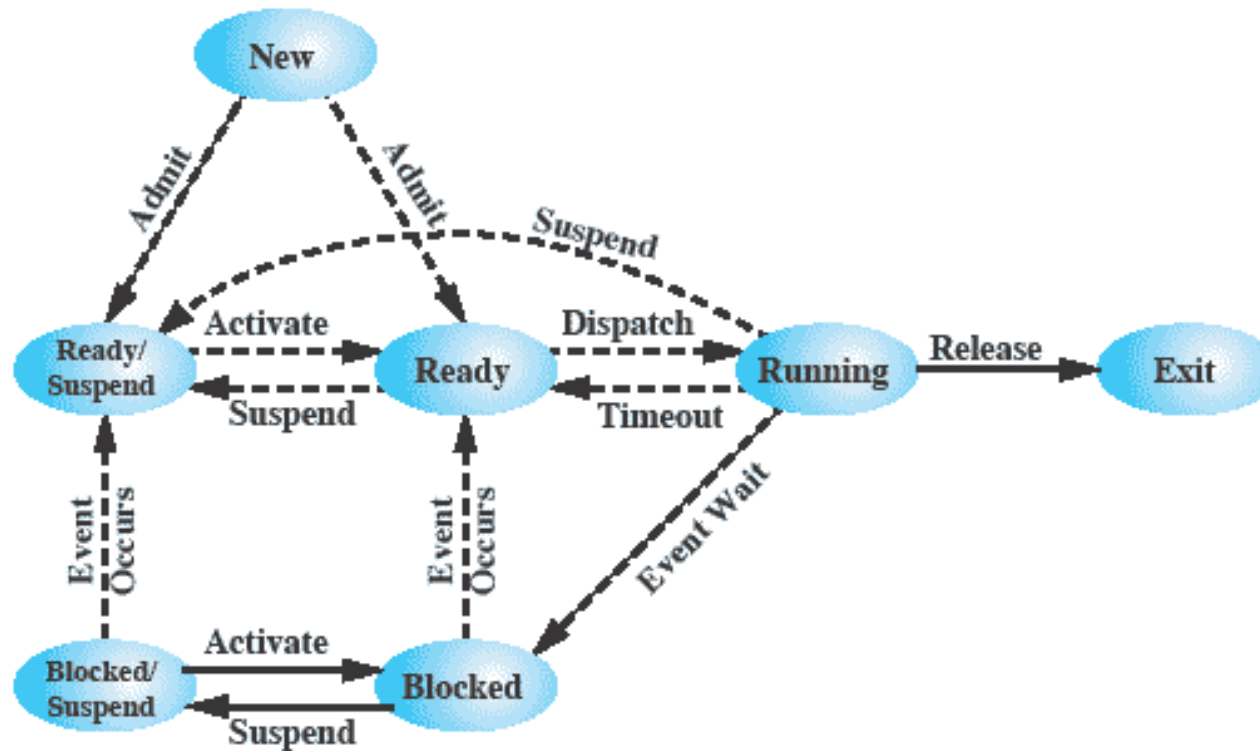 New
Admit
Admit
Suspend
Activate
Dispatch
Ready/
Suspend
Ready
Running
Release
Exit
Suspend
Timeout
Event
Occurs
Event
Occurs
Event Wait
Activate
Blocked/
Suspend
Blocked
Suspend